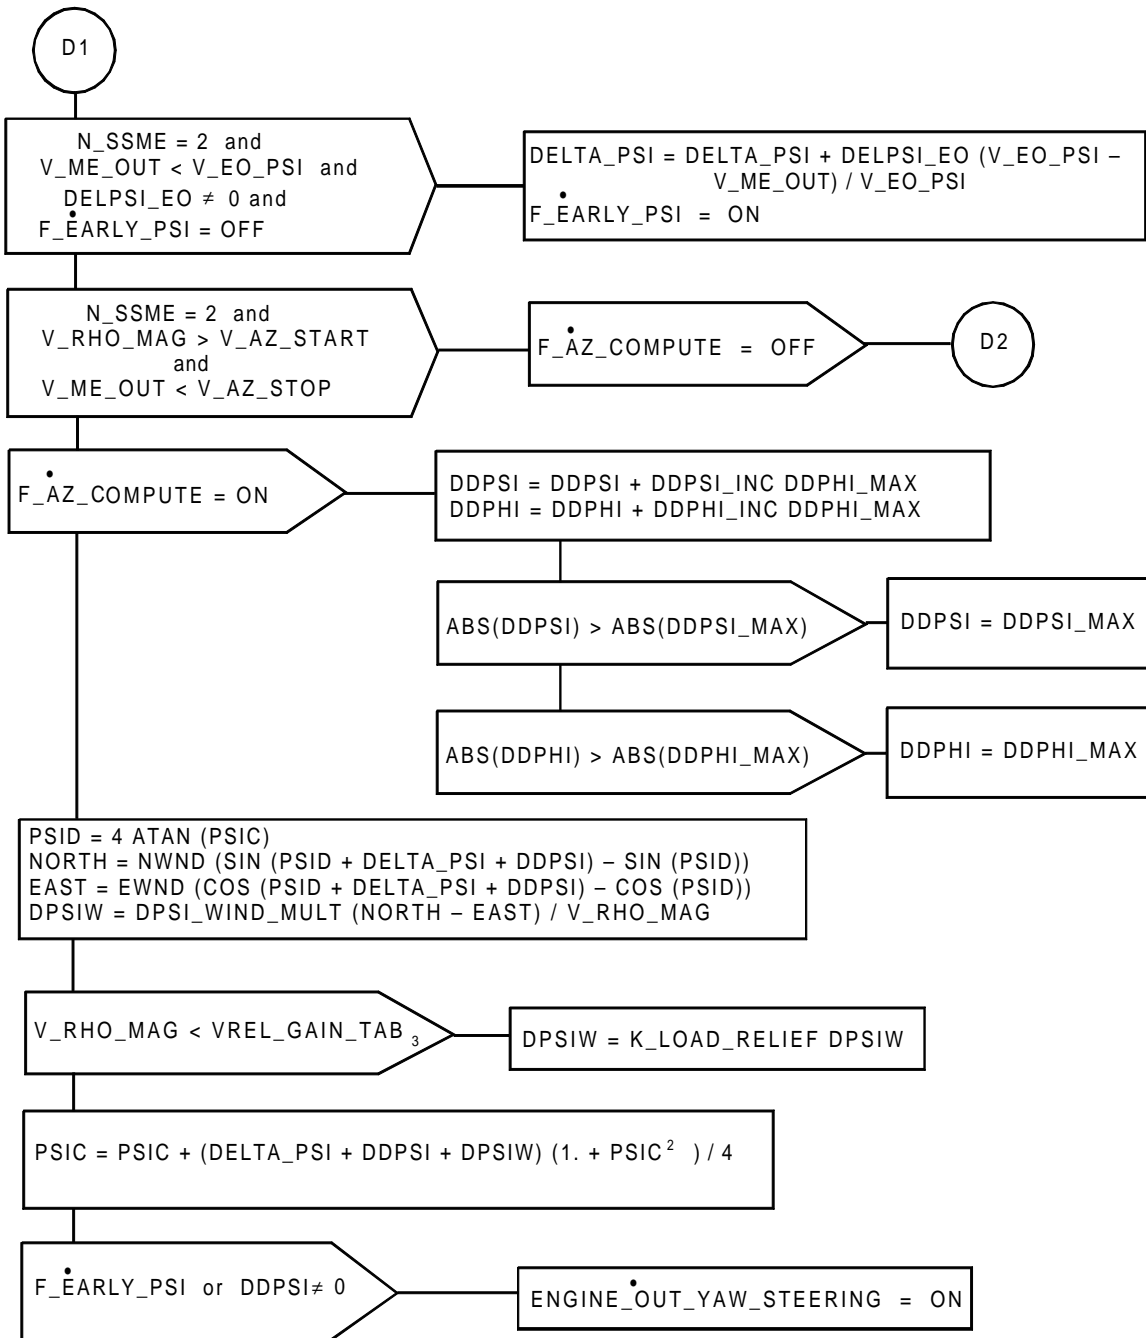 D1
N_SSME = 2 and
V_ME_OUT < V_EO_PSI and
DELPSI_EO ≠ 0 and
F_EARLY_PSI = OFF
DELTA_PSI = DELTA_PSI + DELPSI_EO (V_EO_PSI –
V_ME_OUT) / V_EO_PSI
F_EARLY_PSI = ON
N_SSME = 2 and
V_RHO_MAG > V_AZ_START
and
V_ME_OUT < V_AZ_STOP
F_AZ_COMPUTE = OFF
D2
F_AZ_COMPUTE = ON
DDPSI = DDPSI + DDPSI_INC DDPHI_MAX
DDPHI = DDPHI + DDPHI_INC DDPHI_MAX
ABS(DDPSI) > ABS(DDPSI_MAX)
DDPSI = DDPSI_MAX
ABS(DDPHI) > ABS(DDPHI_MAX)
DDPHI = DDPHI_MAX
PSID = 4 ATAN (PSIC)
NORTH = NWND (SIN (PSID + DELTA_PSI + DDPSI) – SIN (PSID))
EAST = EWND (COS (PSID + DELTA_PSI + DDPSI) – COS (PSID))
DPSIW = DPSI_WIND_MULT (NORTH – EAST) / V_RHO_MAG
V_RHO_MAG < VREL_GAIN_TAB₃
DPSIW = K_LOAD_RELIEF DPSIW
PSIC = PSIC + (DELTA_PSI + DDPSI + DPSIW) (1. + PSIC² ) / 4
F_EARLY_PSI or DDPSI ≠ 0
ENGINE_OUT_YAW_STEERING = ON